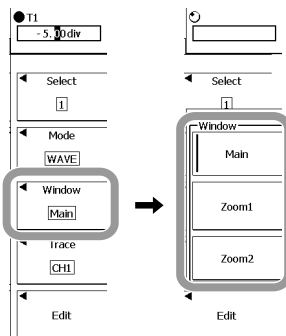 T1
-5.00div
Select
1
Mode
WAVE
Window
Main
Trace
CH1
Edit
Select
1
Window
Main
Zoom1
Zoom2
Edit